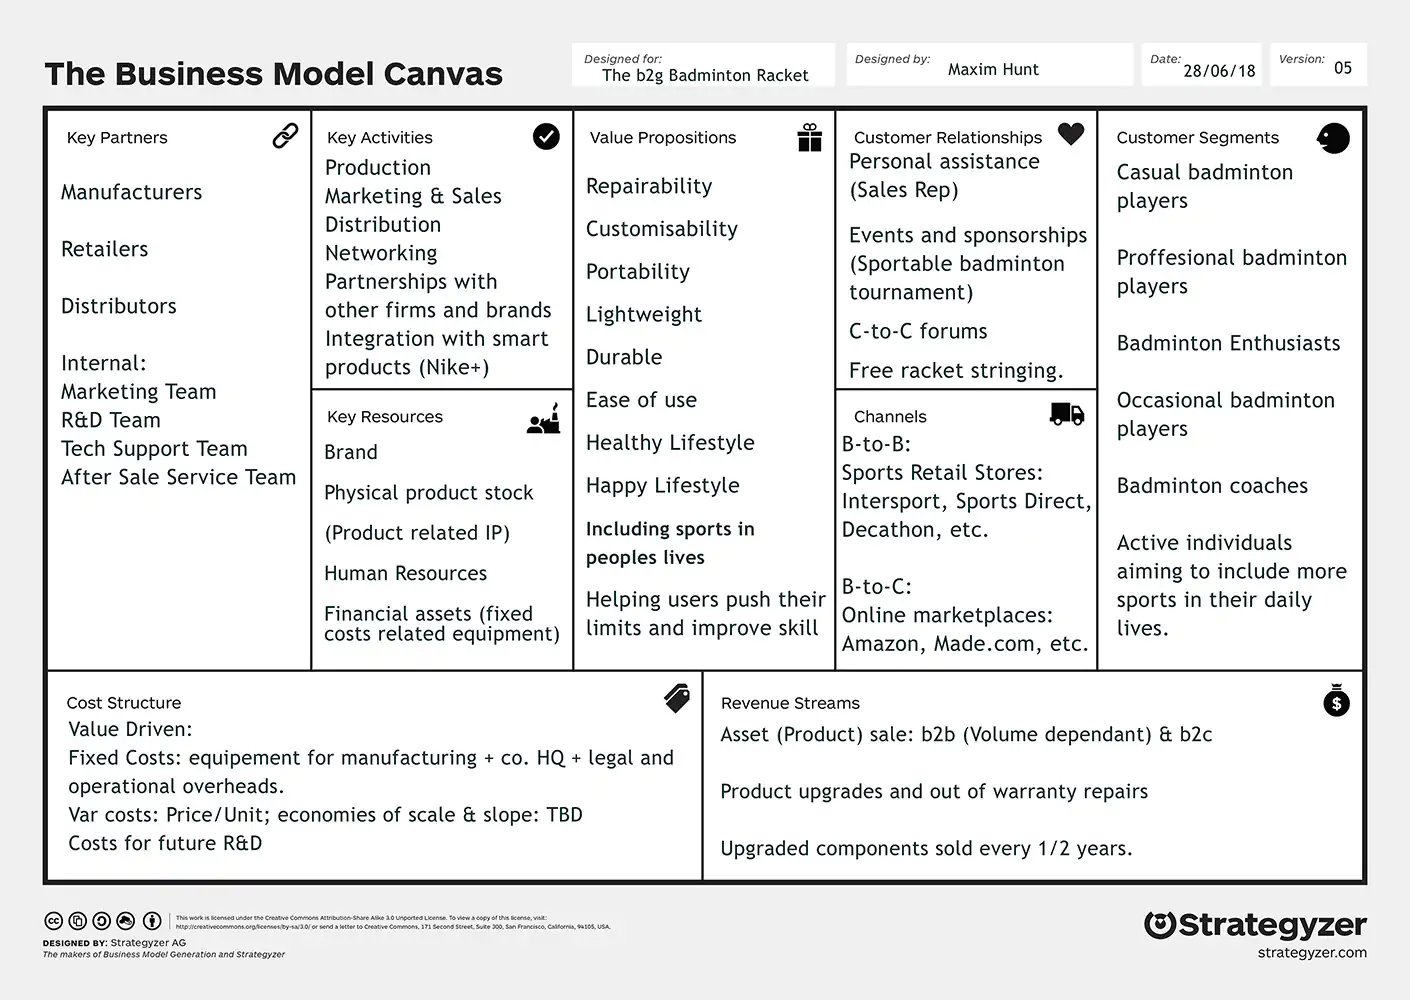 The Business Model Canvas
Designed for:
The b2g Badminton Racket
Designed by:
Maxim Hunt
Date:
28/06/18
Version:
05
Key Partners
Manufacturers
Retailers
Distributors
Internal:
Marketing Team
R&D Team
Tech Support Team
After Sale Service Team
Key Activities
Production
Marketing & Sales
Distribution
Networking
Partnerships with
other firms and brands
Integration with smart
products (Nike+)
Key Resources
Brand
Physical product stock
(Product related IP)
Human Resources
Financial assets (fixed
costs related equipment)
Value Propositions
Repairability
Customisability
Portability
Lightweight
Durable
Ease of use
Healthy Lifestyle
Happy Lifestyle
Including sports in
peoples lives
Helping users push their
limits and improve skill
Customer Relationships
Personal assistance
(Sales Rep)
Events and sponsorships
(Sportable badminton
tournament)
C-to-C forums
Free racket stringing.
Channels
B-to-B:
Sports Retail Stores:
Intersport, Sports Direct,
Decathon, etc.
B-to-C:
Online marketplaces:
Amazon, Made.com, etc.
Customer Segments
Casual badminton
players
Proffesional badminton
players
Badminton Enthusiasts
Occasional badminton
players
Badminton coaches
Active individuals
aiming to include more
sports in their daily
lives.
Cost Structure
Value Driven:
Fixed Costs: equipement for manufacturing + co. HQ + legal and
operational overheads.
Var costs: Price/Unit; economies of scale & slope: TBD
Costs for future R&D
Revenue Streams
$
Asset (Product) sale: b2b (Volume dependant) & b2c
Product upgrades and out of warranty repairs
Upgraded components sold every 1/2 years.
cc
This work is licensed under the Creative Commons Attribution-Share Alike 3.0 Unported License. To view a copy of this license, visit:
http://creativecommons.org/licenses/by-sa/3.0/ or send a letter to Creative Commons, 171 Second Street, Suite 300, San Francisco, California, 94105, USA.
DESIGNED BY: Strategyzer AG
The makers of Business Model Generation and Strategyzer
Strategyzer
strategyzer.com